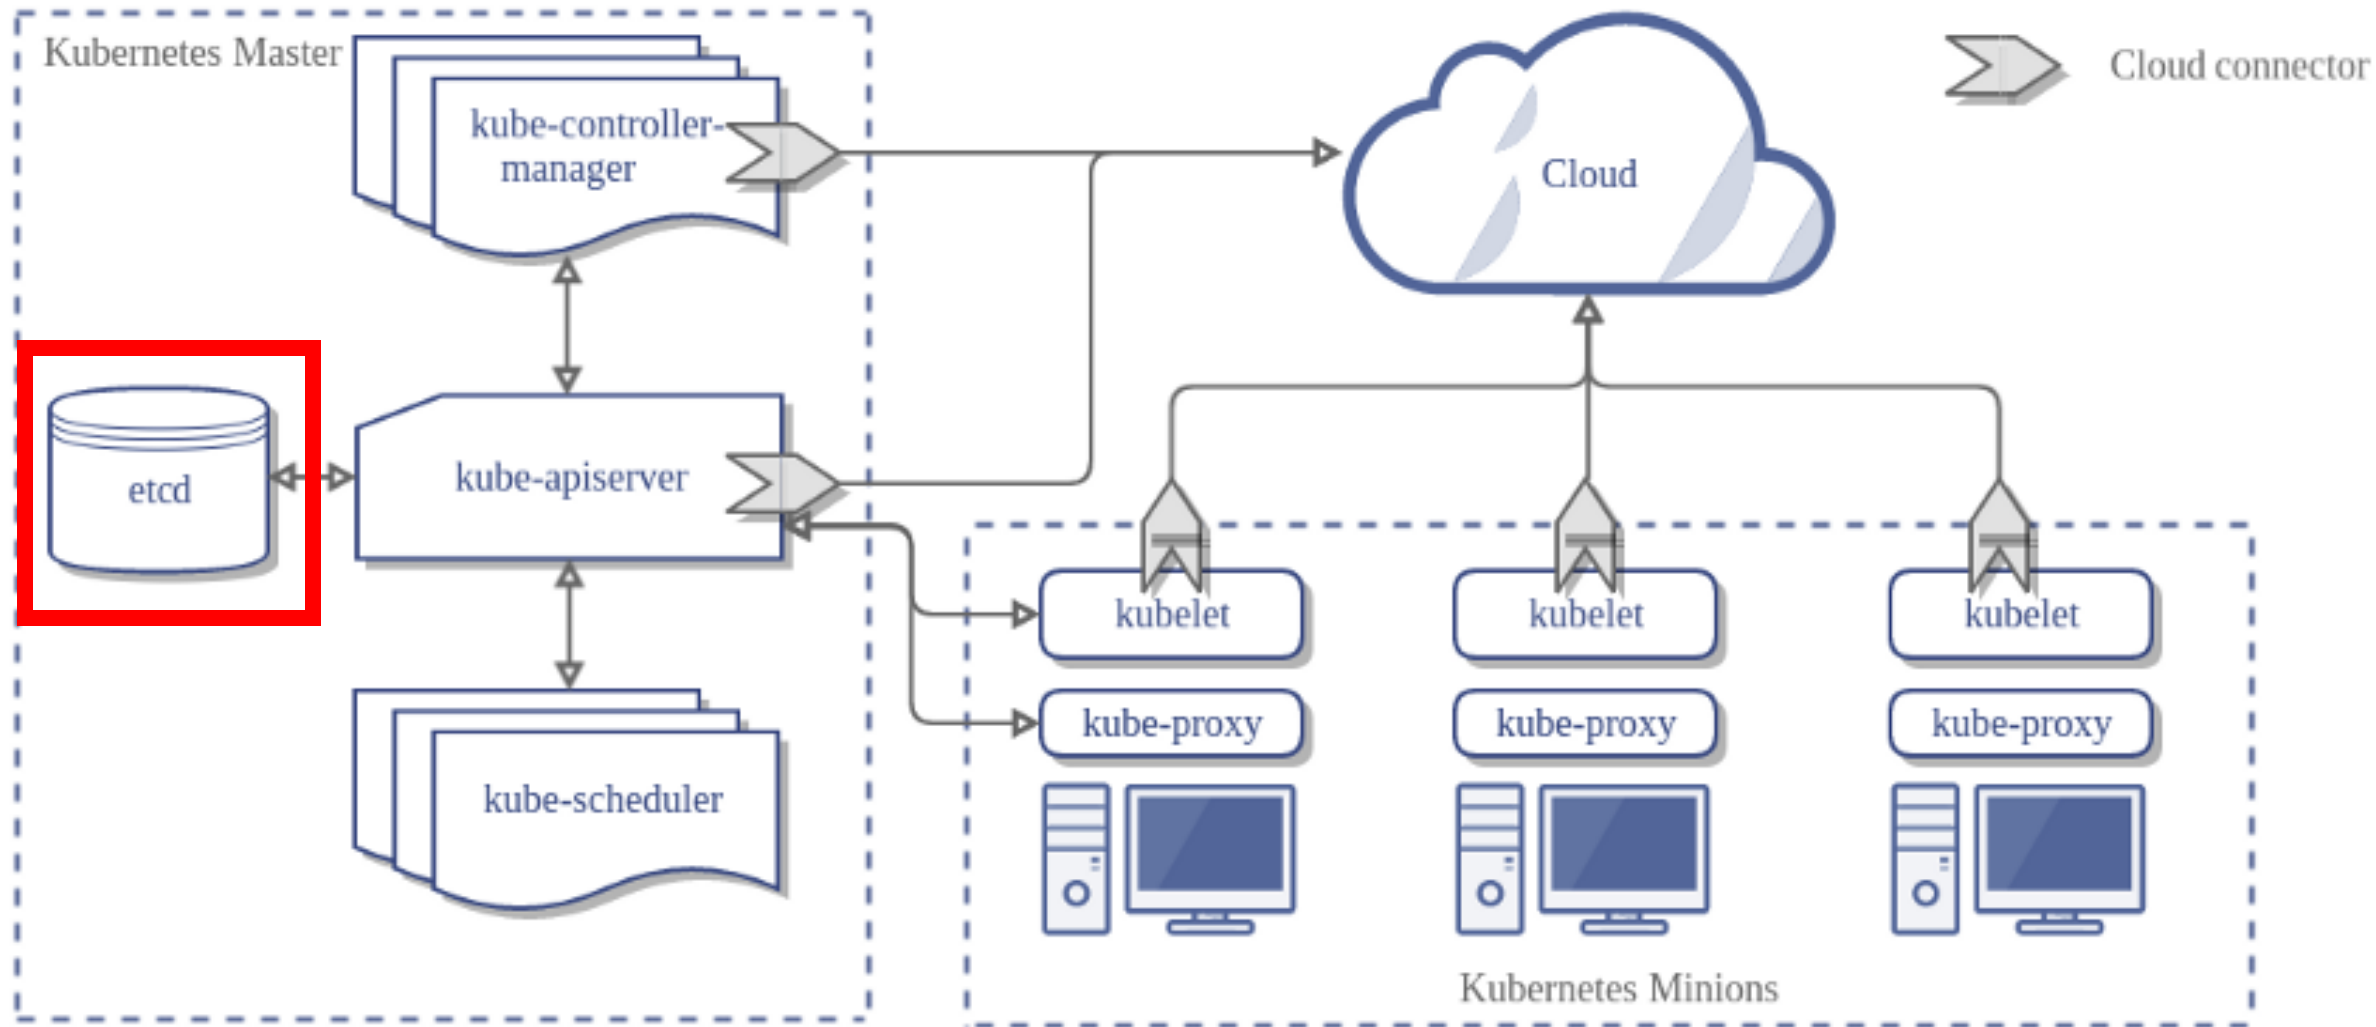 Kubernetes Master
kube-controller-
manager
Cloud
Cloud connector
etcd
kube-apiserver
kube-scheduler
kubelet
kubelet
kubelet
kube-proxy
kube-proxy
kube-proxy
Kubernetes Minions